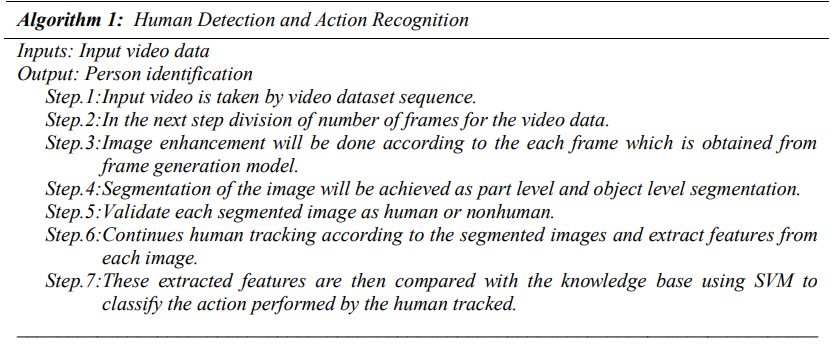 Algorithm 1: Human Detection and Action Recognition
Inputs: Input video data
Output: Person identification
Step.1:Input video is taken by video dataset sequence.
Step.2:In the next step division of number of frames for the video data.
Step.3:Image enhancement will be done according to the each frame which is obtained from
frame generation model.
Step.4:Segmentation of the image will be achieved as part level and object level segmentation.
Step.5:Validate each segmented image as human or nonhuman.
Step.6:Continues human tracking according to the segmented images and extract features from
each image.
Step.7:These extracted features are then compared with the knowledge base using SVM to
classify the action performed by the human tracked.